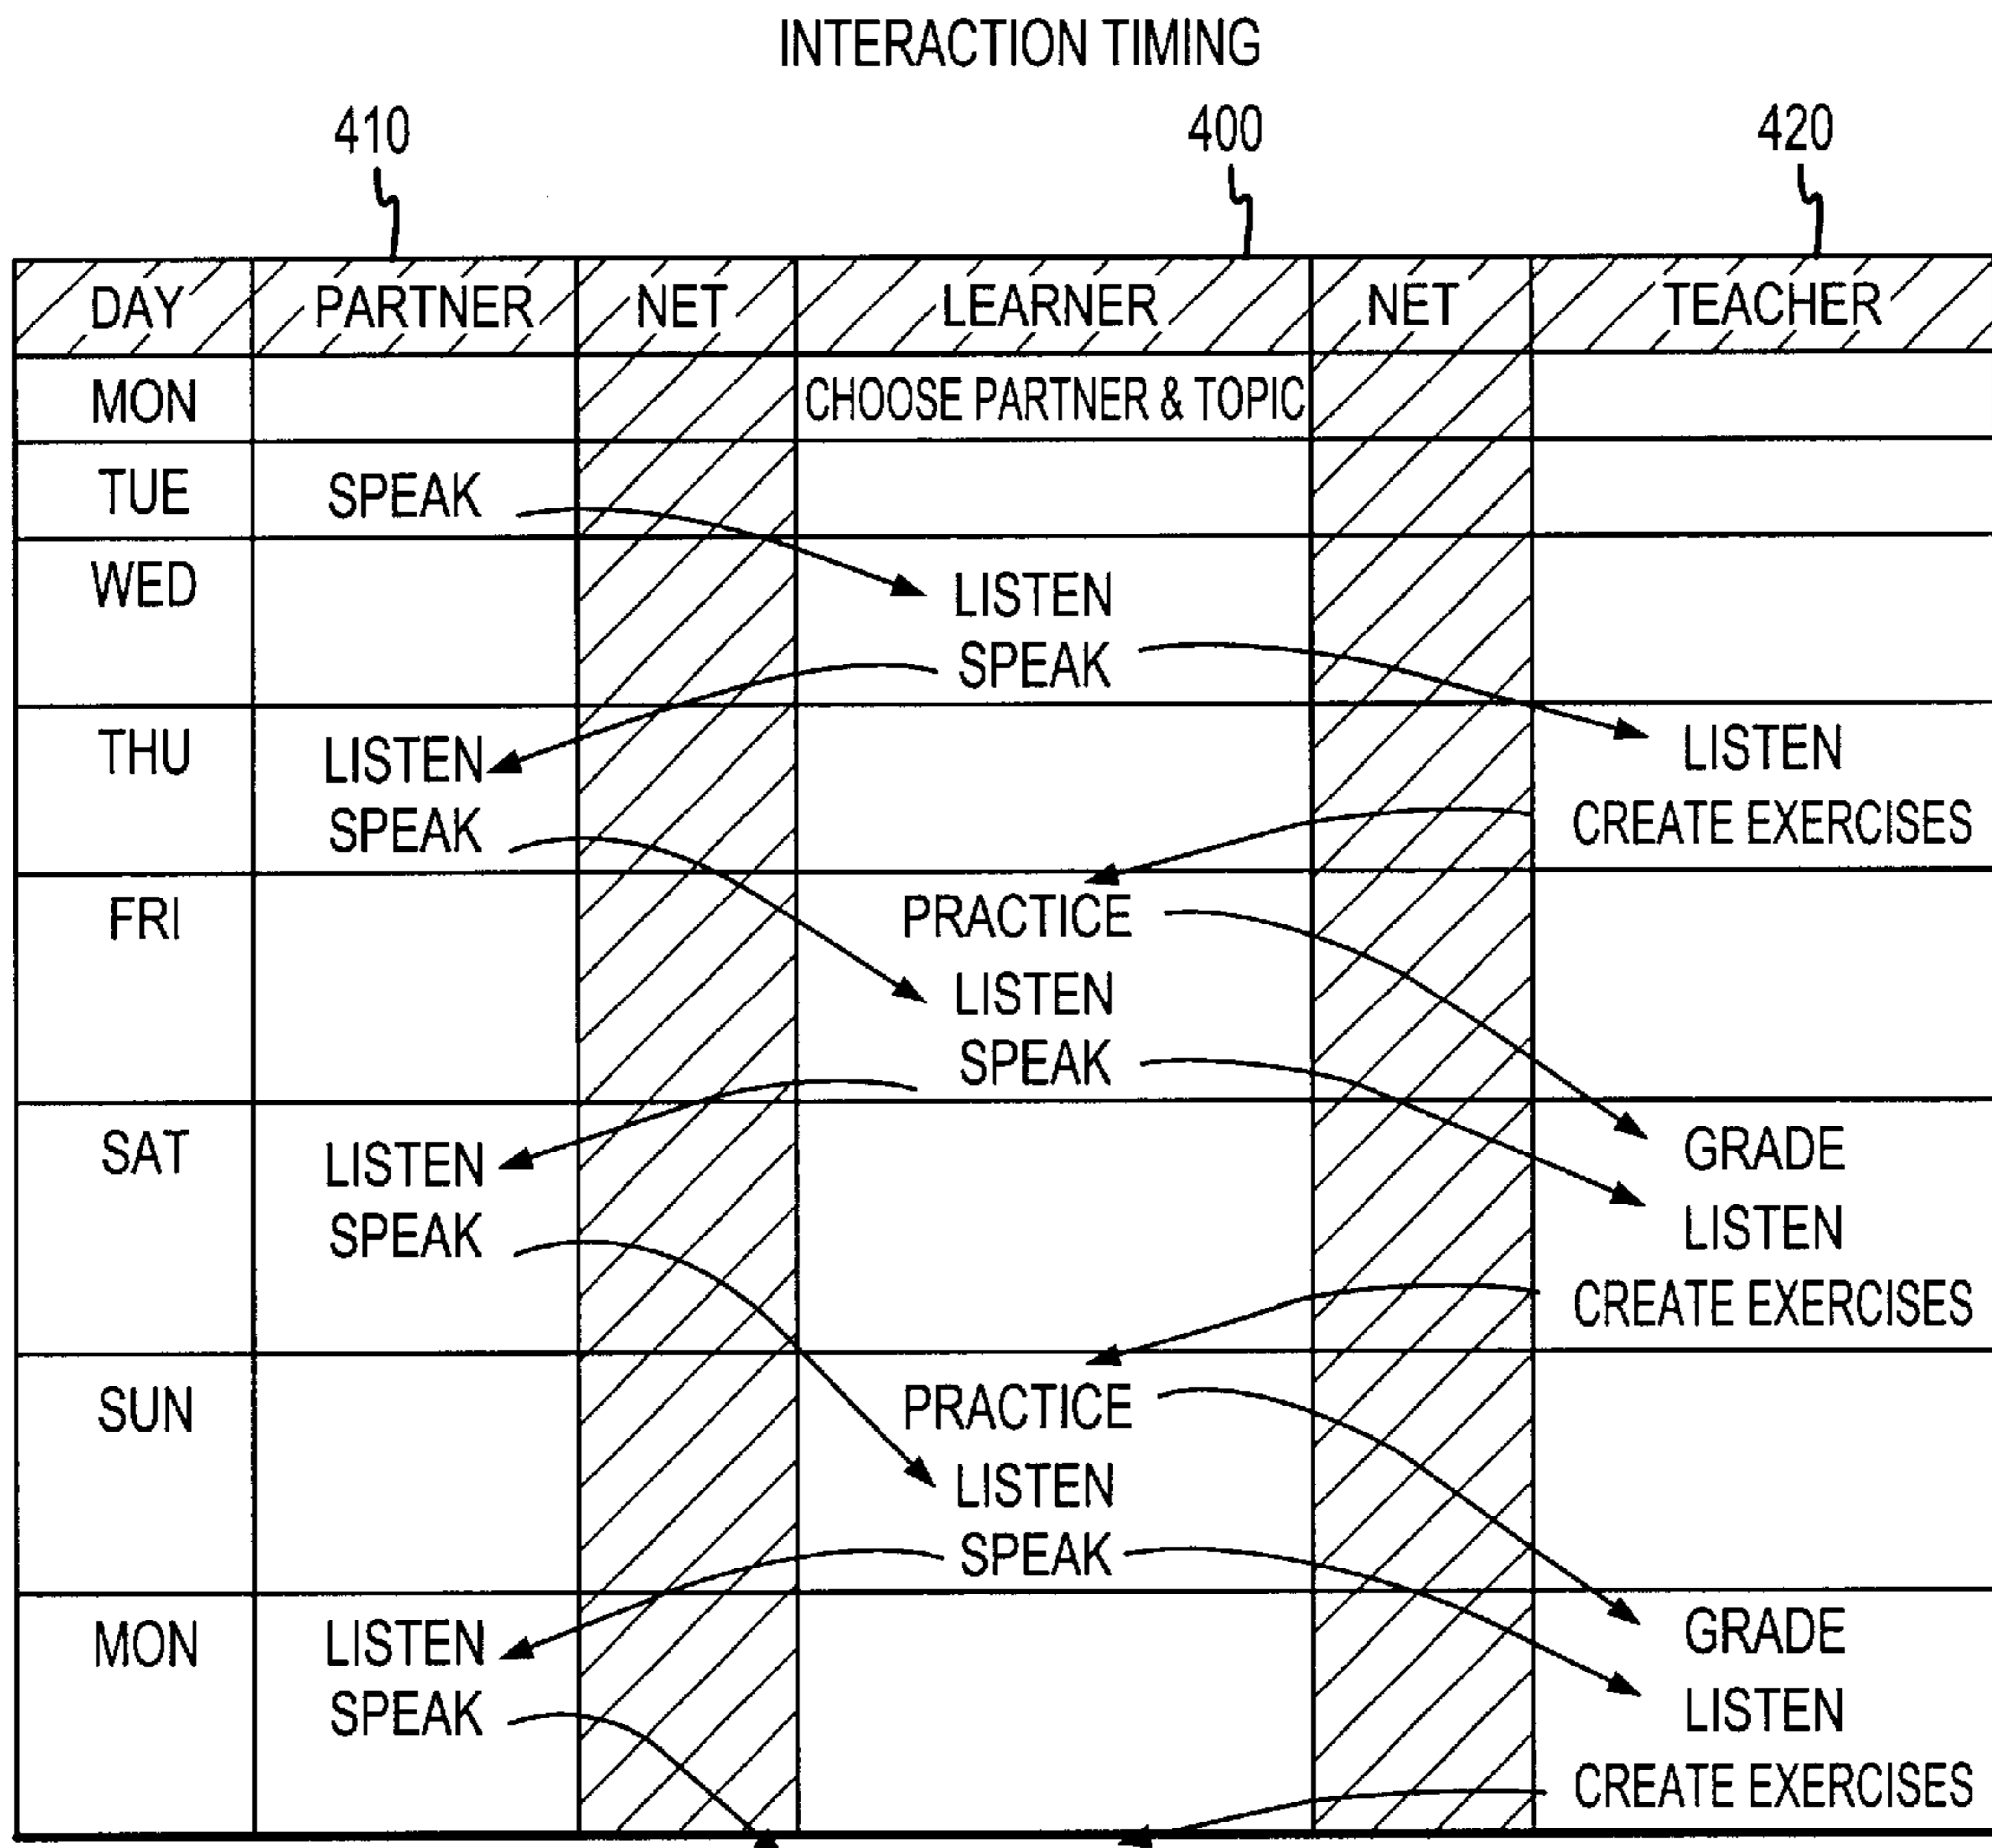 INTERACTION TIMING
410 400 420
DAY PARTNER NET LEARNER NET TEACHER
MON CHOOSE PARTNER & TOPIC
TUE SPEAK
WED LISTEN
SPEAK
THU LISTEN LISTEN
SPEAK CREATE EXERCISES
FRI PRACTICE
LISTEN
SPEAK
SAT LISTEN GRADE
SPEAK LISTEN
CREATE EXERCISES
SUN PRACTICE
LISTEN
SPEAK
MON LISTEN GRADE
SPEAK LISTEN
CREATE EXERCISES